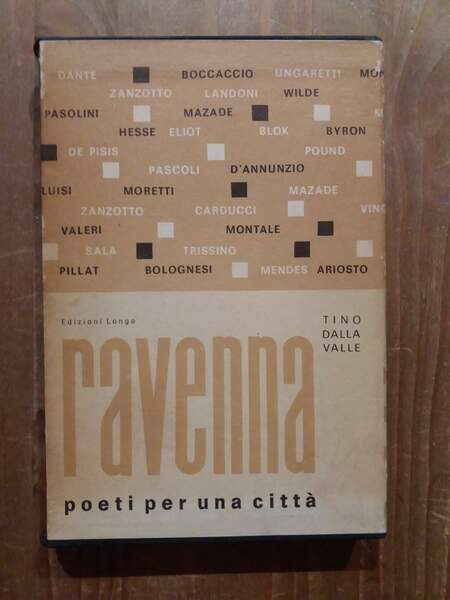 DANTE BOCCACCIO UNGARETTI MON
ZANZOTTO LANDONI WILDE
PASOLINI MAZADE M
HESSE ELIOT BLOK BYRON
DE PISIS POUND
PASCOLI D'ANNUNZIO
LUISI MORETTI MAZADE
ZANZOTTO CARDUCCI VINC
VALERI MONTALE
SALA TRISSINO
PILLAT BOLOGNESI MENDES ARIOSTO
Edizioni Longo
TINO
DALLA
VALLE
ravenna
poeti per una città